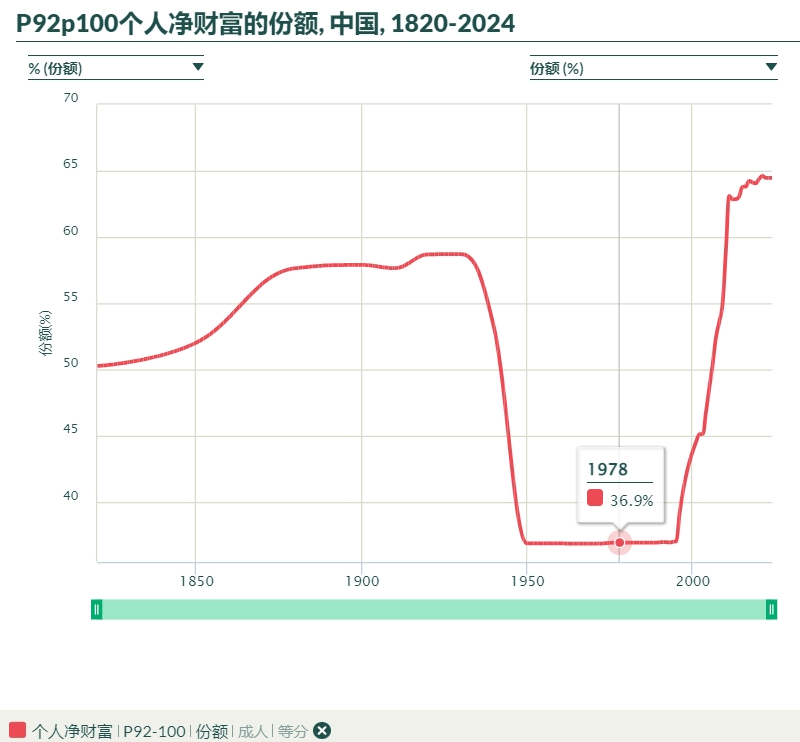 P92p100个人净财富的份额, 中国, 1820-2024
% (份额)
份额 (%)
70
65
60
55
50
45
40
份额(%)
1978
36.9%
1850
1900
1950
2000
个人净财富 | P92-100 | 份额 | 成人 | 等分